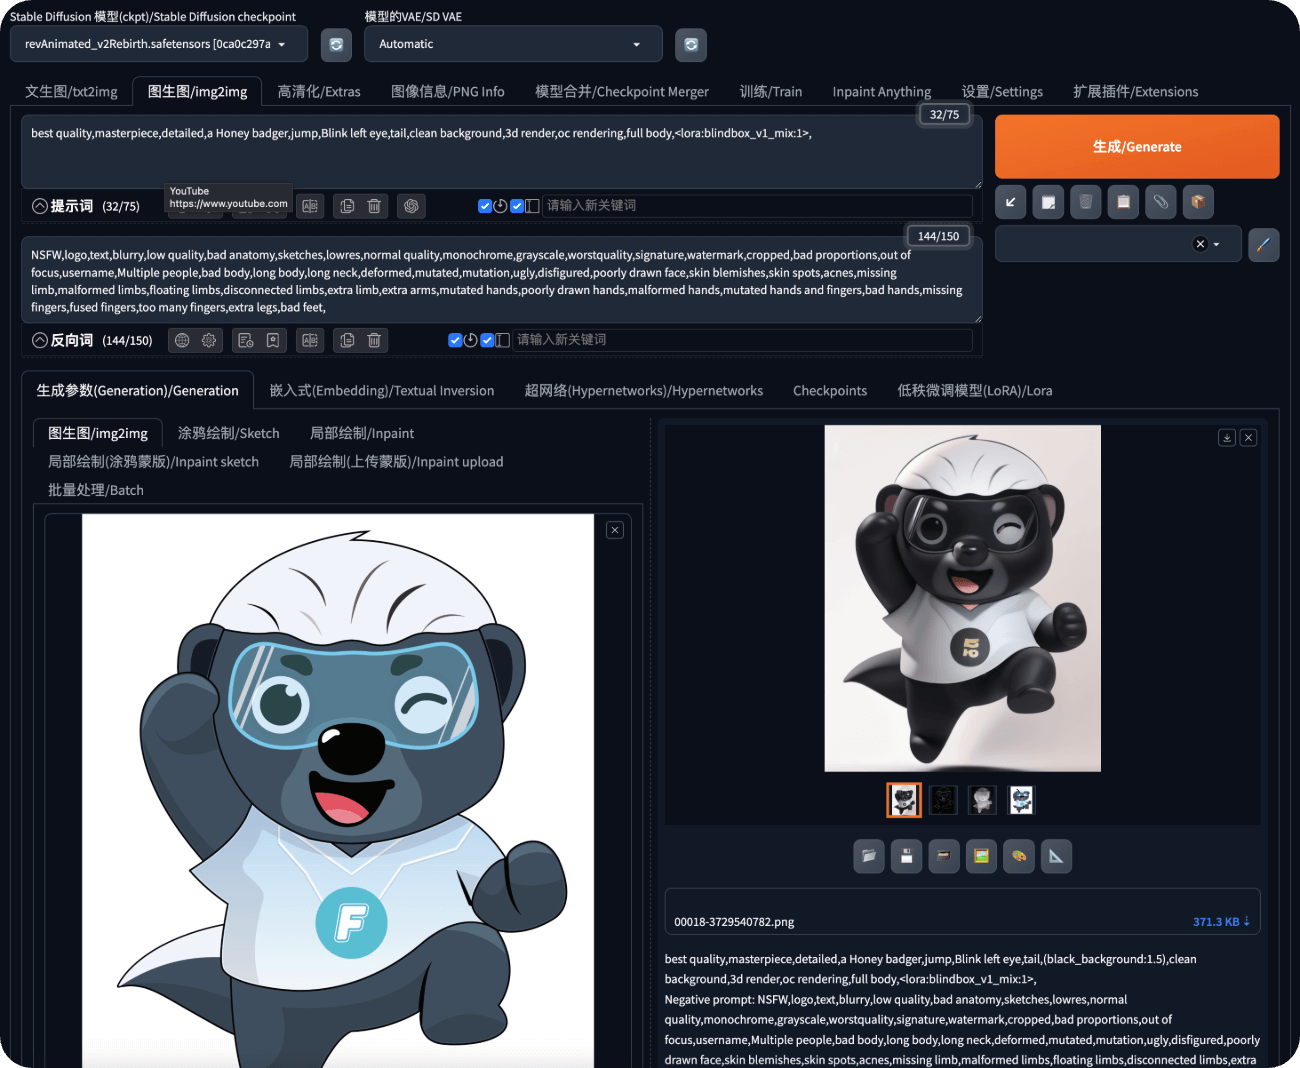 Stable Diffusion 模型(ckpt)/Stable Diffusion checkpoint
模型的VAE/SD VAE
revAnimated_v2Rebirth.safetensors [0ca0c297a
Automatic
文生图/txt2img
图生图/img2img
高清化/Extras
图像信息/PNG Info
模型合并/Checkpoint Merger
训练/Train
Inpaint Anything
设置/Settings
扩展插件/Extensions
32/75
best quality,masterpiece,detailed,a Honey badger,jump,Blink left eye,tail,clean background,3d render,oc rendering,full body,<lora:blindbox_v1_mix:1>,
生成/Generate
YouTube
https://www.youtube.com
提示词 (32/75)
请输入新关键词
144/150
NSFW,logo,text,blurry,low quality,bad anatomy,sketches,lowres,normal quality,monochrome,grayscale,worstquality,signature,watermark,cropped,bad proportions,out of
focus,username,Multiple people,bad body,long body,long neck,deformed,mutated,mutation,ugly,disfigured,poorly drawn face,skin blemishes,skin spots,acnes,missing
limb,malformed limbs,floating limbs,disconnected limbs,extra limb,extra arms,mutated hands,poorly drawn hands,malformed hands,mutated hands and fingers,bad hands,missing
fingers,fused fingers,too many fingers,extra legs,bad feet,
反向词 (144/150)
请输入新关键词
生成参数(Generation)/Generation
嵌入式(Embedding)/Textual Inversion
超网络(Hypernetworks)/Hypernetworks
Checkpoints
低秩微调模型(LoRA)/Lora
图生图/img2img
涂鸦绘制/Sketch
局部绘制/Inpaint
局部绘制(涂鸦蒙版)/Inpaint sketch
局部绘制(上传蒙版)/Inpaint upload
批量处理/Batch
F
00018-3729540782.png
371.3 KB ⇣
best quality,masterpiece,detailed,a Honey badger,jump,Blink left eye,tail,(black_background:1.5),clean
background,3d render,oc rendering,full body,<lora:blindbox_v1_mix:1>,
Negative prompt: NSFW,logo,text,blurry,low quality,bad anatomy,sketches,lowres,normal
quality,monochrome,grayscale,worstquality,signature,watermark,cropped,bad proportions,out of
focus,username,Multiple people,bad body,long body,long neck,deformed,mutated,mutation,ugly,disfigured,poorly
drawn face,skin blemishes,skin spots,acnes,missing limb,malformed limbs,floating limbs,disconnected limbs,extra